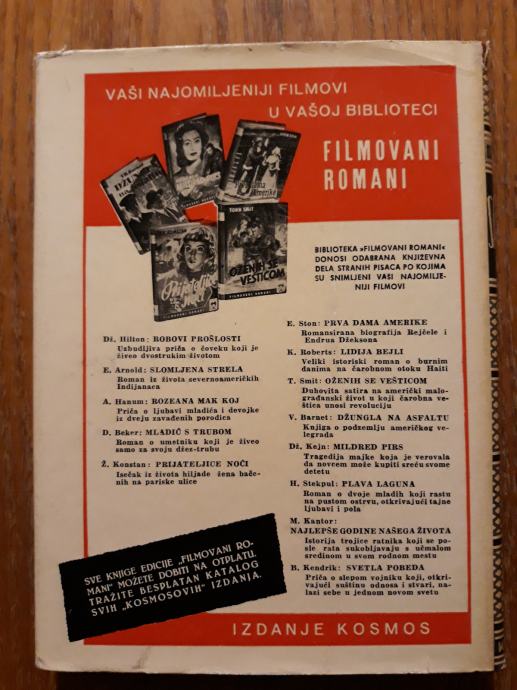 VAŠI NAJOMILJENIJI FILMOVI
U VAŠOJ BIBLIOTECI
FILMOVANI
ROMANI
TORN SMIT
OŽENIH SE
VEŠTICOM
Prijateljice
noći
BIBLIOTEKA »FILMOVANI ROMANI«
DONOSI ODABRANA KNJIŽEVNA
DELA STRANIH PISACA PO KOJIMA
SU SNIMLJENI VAŠI NAJOMILJE-
NIJI FILMOVI
Dž. Hilton: ROBOVI PROŠLOSTI
Uzbudljiva priča o čoveku koji je
živeo dvostrukim životom
E. Arnold: SLOMLJENA STRELA
Roman iz života severnoameričkih
Indijanaca
A. Hanum: ROZEANA MAK KOJ
Priča o ljubavi mladića i devojke
iz dveju zavađenih porodica
D. Beker: MLADIĆ S TRUBOM
Roman o umetniku koji je živeo
samo za svoju džez-trubu
Ž. Konstan: PRIJATELJICE NOĆI
Isečak iz života hiljade žena bače-
nih na pariske ulice
E. Ston: PRVA DAMA AMERIKE
Romansirana biografija Rejčele i
Endrua Džeksona
K. Roberts: LIDIJA BEJLI
Veliki istoriski roman o burnim
danima na čarobnom otoku Haiti
T. Smit: OŽENIH SE VEŠTICOM
Duhovita satira na američki malo-
građanski život u koji čarobna ve-
štica unosi revoluciju
V. Barnet: DŽUNGLA NA ASFALTU
Knjiga o podzemlju američkog ve-
legrada
Dž. Kejn: MILDRED PIRS
Tragedija majke koja je verovala
da novcem može kupiti sreću svome
detetu
H. Stekpul: PLAVA LAGUNA
Roman o dvoje mladih koji rastu
na pustom ostrvu, otkrivajući tajne
ljubavi i pola
M. Kantor:
NAJLEPŠE GODINE NAŠEGA ŽIVOTA
Istorija trojice ratnika koji se po-
sle rata sukobljavaju s učmalom
sredinom u svom rodnom mestu
B. Kendrik: SVETLA POBEDA
Priča o slepom vojniku koji, otkri-
vajući suštinu odnosa i stvari, na-
lazi sebe u jednom novom svetu
SVE KNJIGE EDICIJE „FILMOVANI RO-
MANI" MOŽETE DOBITI NA OTPLATU.
TRAŽITE BESPLATAN KATALOG
SVIH „KOSMOSOVIH" IZDANJA.
IZDANJE KOSMOS